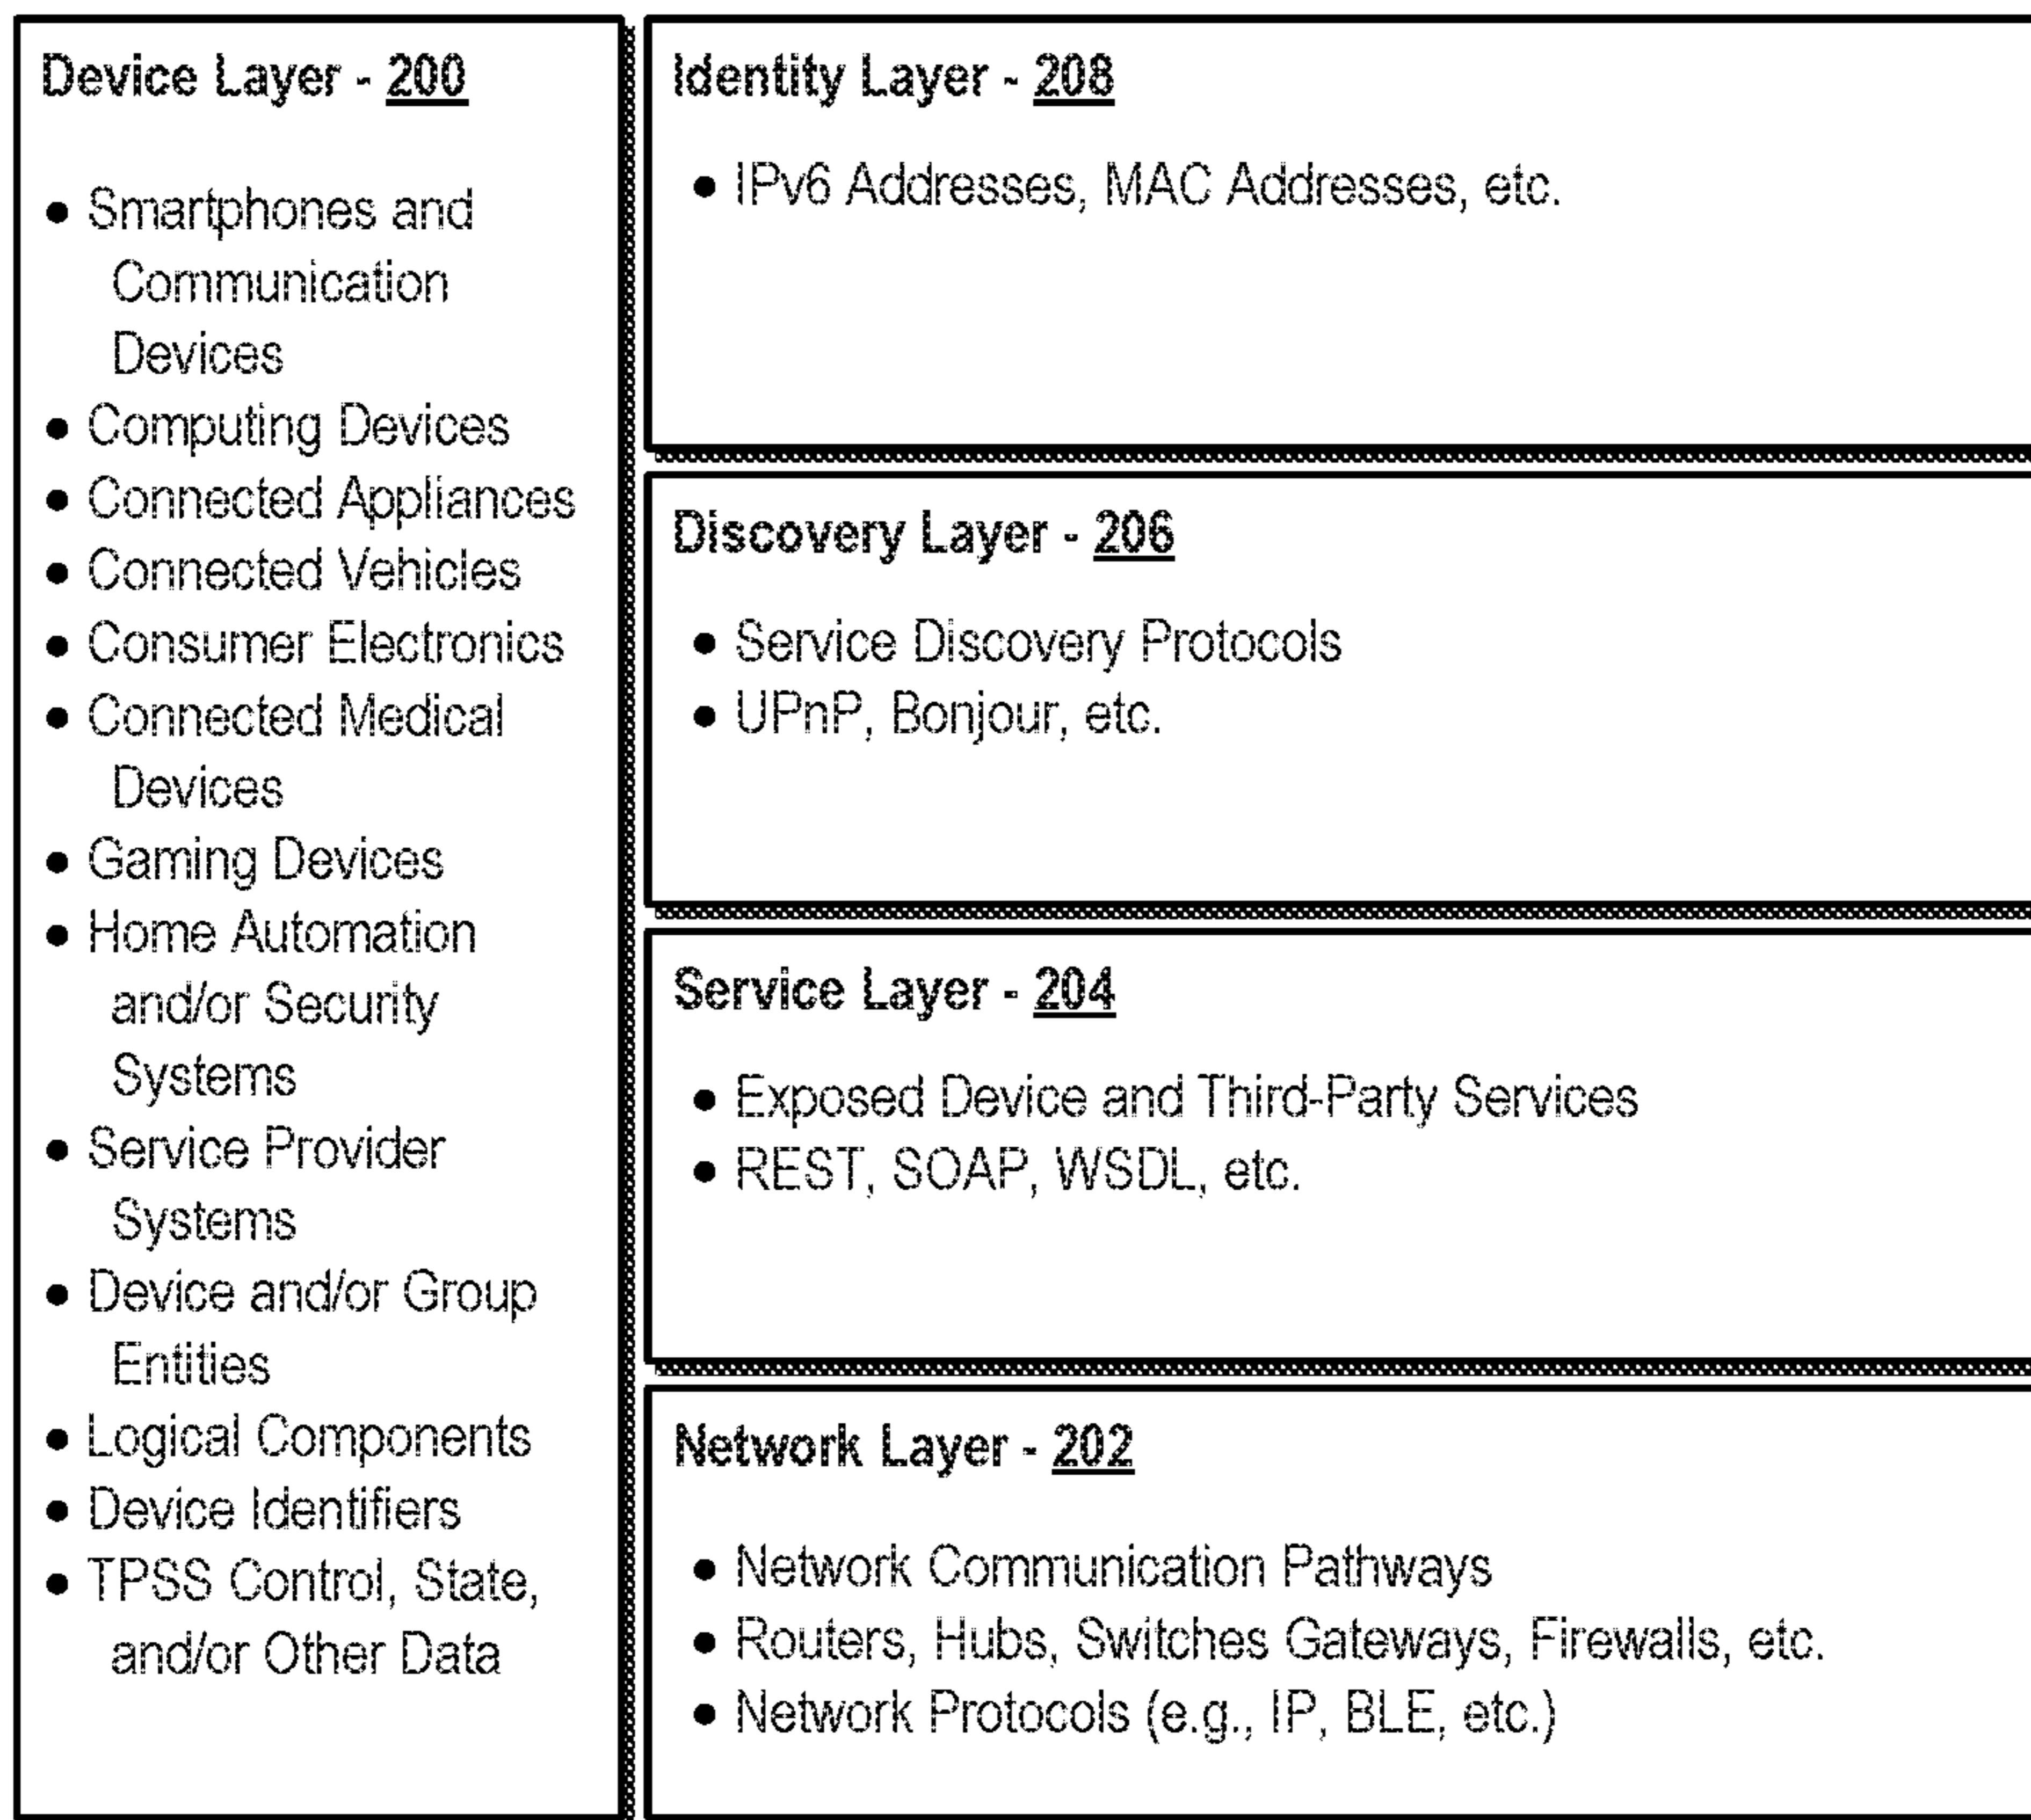 Device Layer - 200
● Smartphones and
Communication
Devices
● Computing Devices
● Connected Appliances
● Connected Vehicles
● Consumer Electronics
● Connected Medical
Devices
● Gaming Devices
● Home Automation
and/or Security
Systems
● Service Provider
Systems
● Device and/or Group
Entities
● Logical Components
● Device Identifiers
● TPSS Control, State,
and/or Other Data
Identity Layer - 208
● IPv6 Addresses, MAC Addresses, etc.
Discovery Layer - 206
● Service Discovery Protocols
● UPnP, Bonjour, etc.
Service Layer - 204
● Exposed Device and Third-Party Services
● REST, SOAP, WSDL, etc.
Network Layer - 202
● Network Communication Pathways
● Routers, Hubs, Switches Gateways, Firewalls, etc.
● Network Protocols (e.g., IP, BLE, etc.)